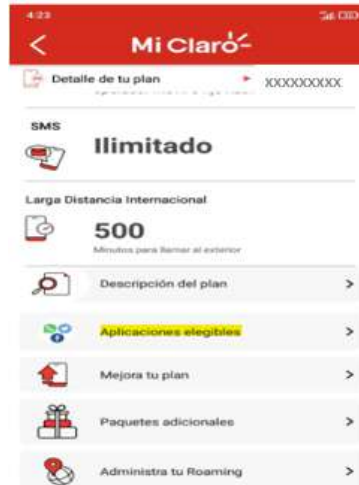 4:23
Mi Claro
Detalle de tu plan XXXXXXXXX
SMS
Ilimitado
Larga Distancia Internacional
500
Minutos para llamar al exterior
Descripción del plan
Aplicaciones elegibles
Mejora tu plan
Paquetes adicionales
Administra tu Roaming